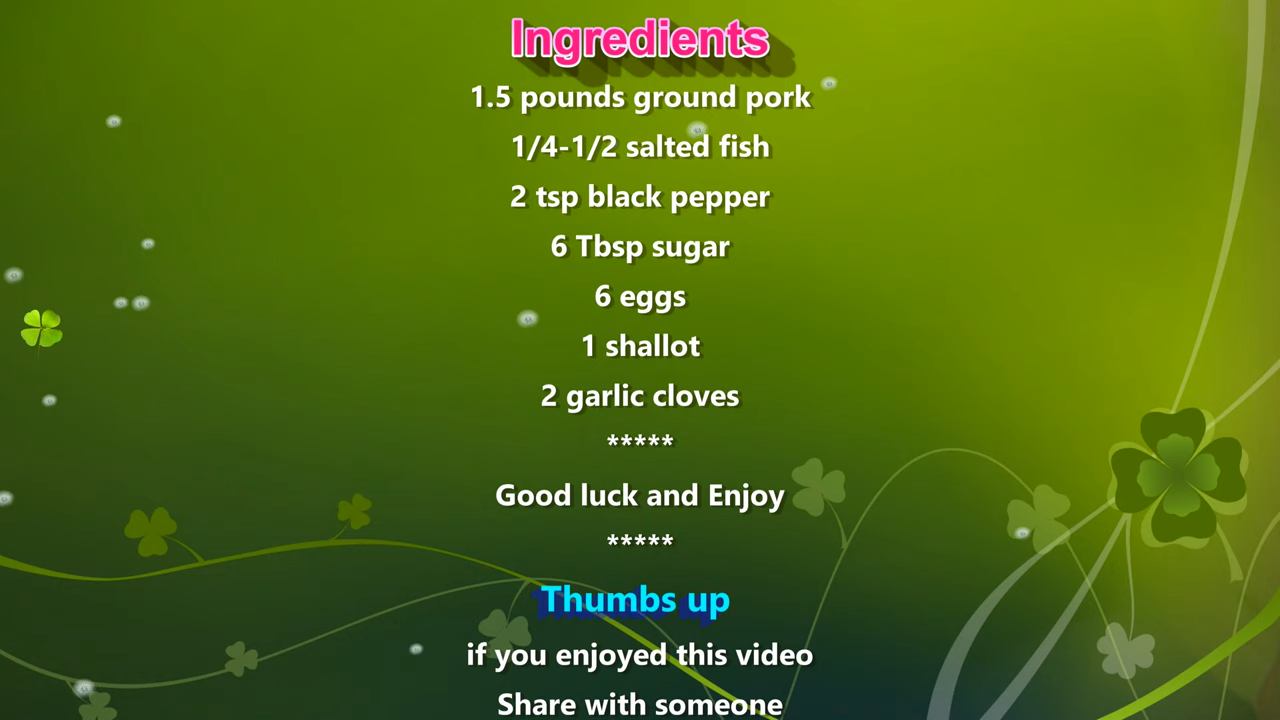 Ingredients
1.5 pounds ground pork
1/4-1/2 salted fish
2 tsp black pepper
6 Tbsp sugar
6 eggs
1 shallot
2 garlic cloves
*****
Good luck and Enjoy
*****
Thumbs up
if you enjoyed this video
Share with someone